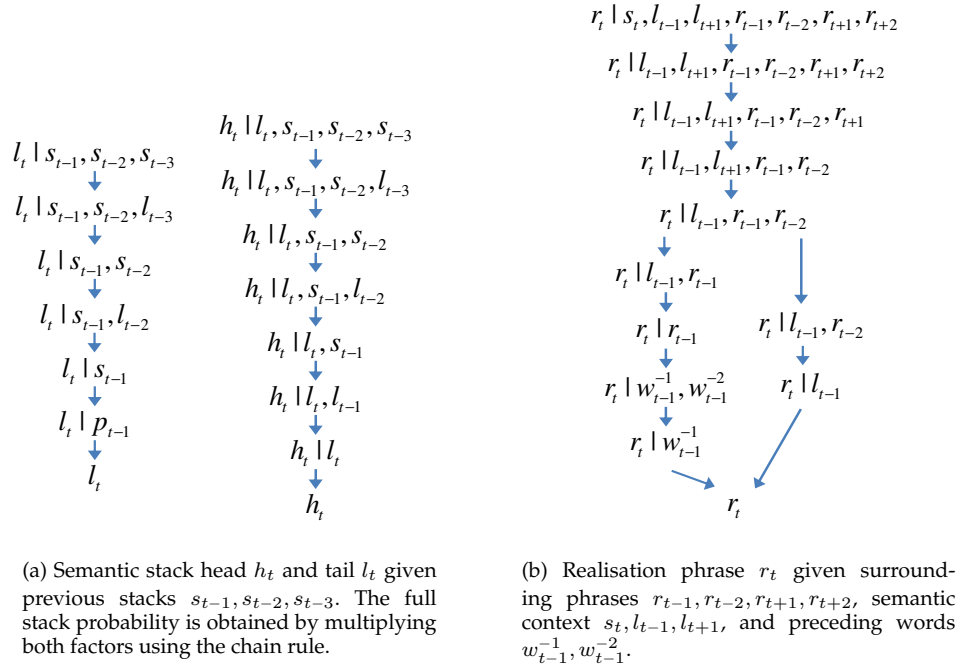 l_t | s_{t−1}, s_{t−2}, s_{t−3}
l_t | s_{t−1}, s_{t−2}, l_{t−3}
l_t | s_{t−1}, s_{t−2}
l_t | s_{t−1}, l_{t−2}
l_t | s_{t−1}
l_t | p_{t−1}
l_t
h_t | l_t, s_{t−1}, s_{t−2}, s_{t−3}
h_t | l_t, s_{t−1}, s_{t−2}, l_{t−3}
h_t | l_t, s_{t−1}, s_{t−2}
h_t | l_t, s_{t−1}, l_{t−2}
h_t | l_t, s_{t−1}
h_t | l_t, l_{t−1}
h_t | l_t
h_t
(a) Semantic stack head h_t and tail l_t given
previous stacks s_{t−1}, s_{t−2}, s_{t−3}. The full
stack probability is obtained by multiplying
both factors using the chain rule.
r_t | s_t, l_{t−1}, l_{t+1}, r_{t−1}, r_{t−2}, r_{t+1}, r_{t+2}
r_t | l_{t−1}, l_{t+1}, r_{t−1}, r_{t−2}, r_{t+1}, r_{t+2}
r_t | l_{t−1}, l_{t+1}, r_{t−1}, r_{t−2}, r_{t+1}
r_t | l_{t−1}, l_{t+1}, r_{t−1}, r_{t−2}
r_t | l_{t−1}, r_{t−1}, r_{t−2}
r_t | l_{t−1}, r_{t−1}
r_t | r_{t−1}
r_t | w_{t−1}^{−1}, w_{t−1}^{−2}
r_t | w_{t−1}^{−1}
r_t | l_{t−1}, r_{t−2}
r_t | l_{t−1}
r_t
(b) Realisation phrase r_t given surround-
ing phrases r_{t−1}, r_{t−2}, r_{t+1}, r_{t+2}, semantic
context s_t, l_{t−1}, l_{t+1}, and preceding words
w_{t−1}^{−1}, w_{t−1}^{−2}.